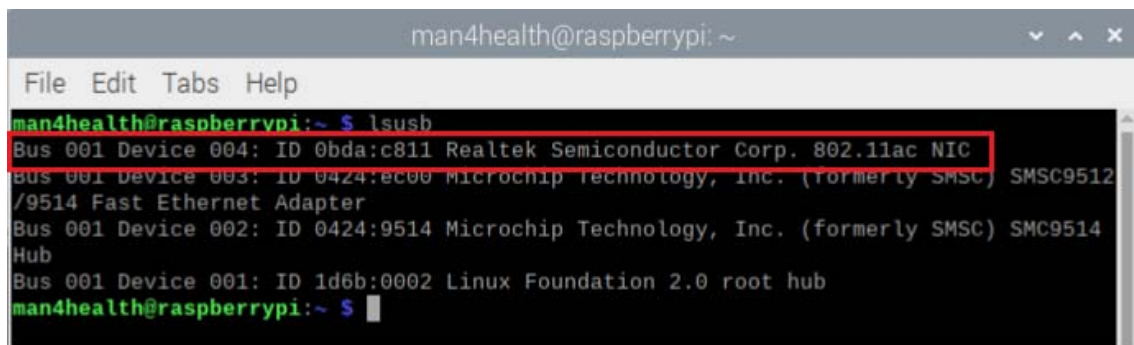 man4health@raspberrypi: ~
File Edit Tabs Help
man4health@raspberrypi:~ $ lsusb
Bus 001 Device 004: ID 0bda:c811 Realtek Semiconductor Corp. 802.11ac NIC
Bus 001 Device 003: ID 0424:ec00 Microchip Technology, Inc. (formerly SMSC) SMSC9512
/9514 Fast Ethernet Adapter
Bus 001 Device 002: ID 0424:9514 Microchip Technology, Inc. (formerly SMSC) SMC9514
Hub
Bus 001 Device 001: ID 1d6b:0002 Linux Foundation 2.0 root hub
man4health@raspberrypi:~ $